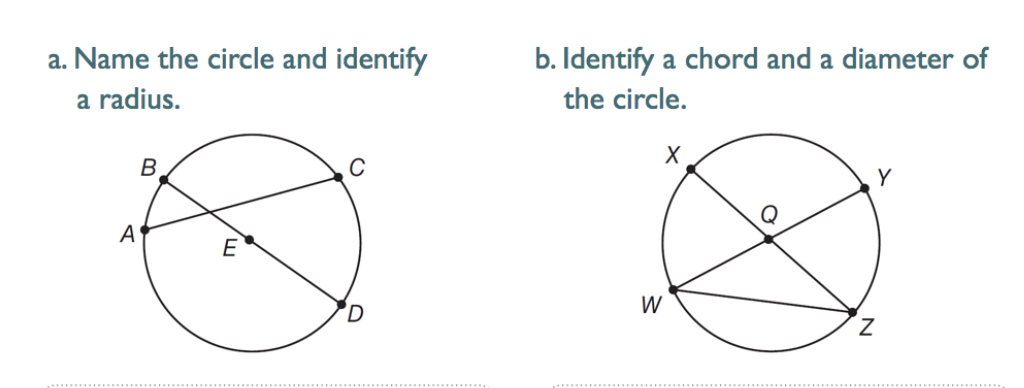 a. Name the circle and identify
a radius.
B
C
A
E
D
b. Identify a chord and a diameter of
the circle.
X
Y
Q
W
Z